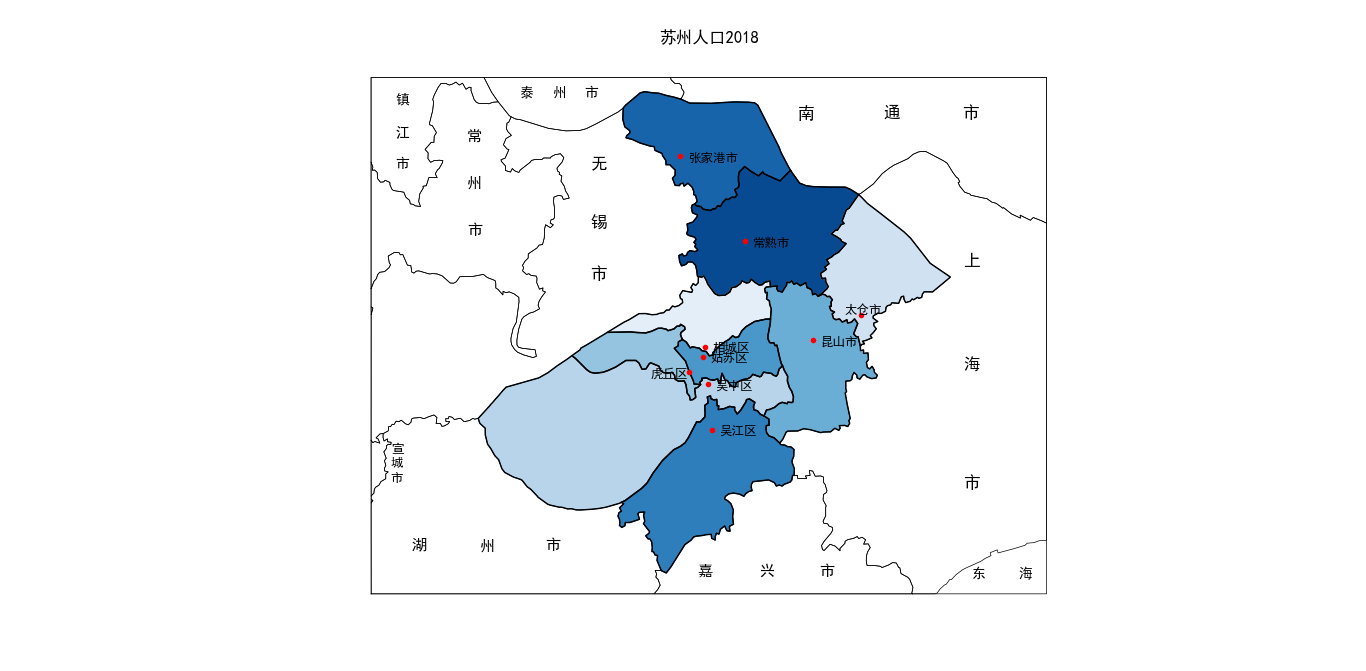 苏州人口2018
泰州市
南通市
镇江市
常州市
无锡市
张家港市
常熟市
上海市
太仓市
昆山市
相城区
姑苏区
虎丘区
吴中区
吴江区
宣城市
湖州市
嘉兴市
东海